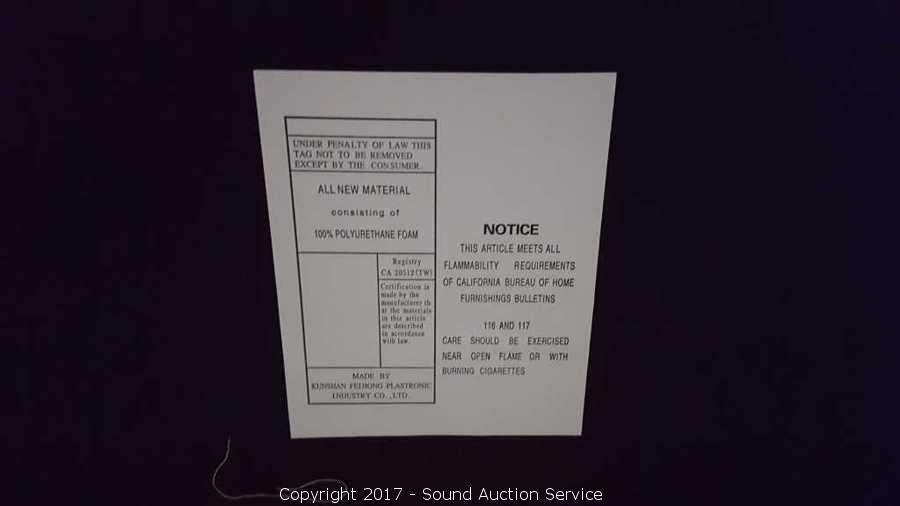 UNDER PENALTY OF LAW THIS
TAG NOT TO BE REMOVED
EXCEPT BY THE CONSUMER.
ALL NEW MATERIAL
consisting of
100% POLYURETHANE FOAM
Registry
CA 20512(TW)
Certification is
made by the
manufacturer th
at the materials
in this article
are described
in accordance
with law.
MADE BY
KUNSHAN FEIHONG PLASTRONIC
INDUSTRY CO.,LTD.
NOTICE
THIS ARTICLE MEETS ALL
FLAMMABILITY REQUIREMENTS
OF CALIFORNIA BUREAU OF HOME
FURNISHINGS BULLETINS
116 AND 117
CARE SHOULD BE EXERCISED
NEAR OPEN FLAME OR WITH
BURNING CIGARETTES
Copyright 2017 - Sound Auction Service